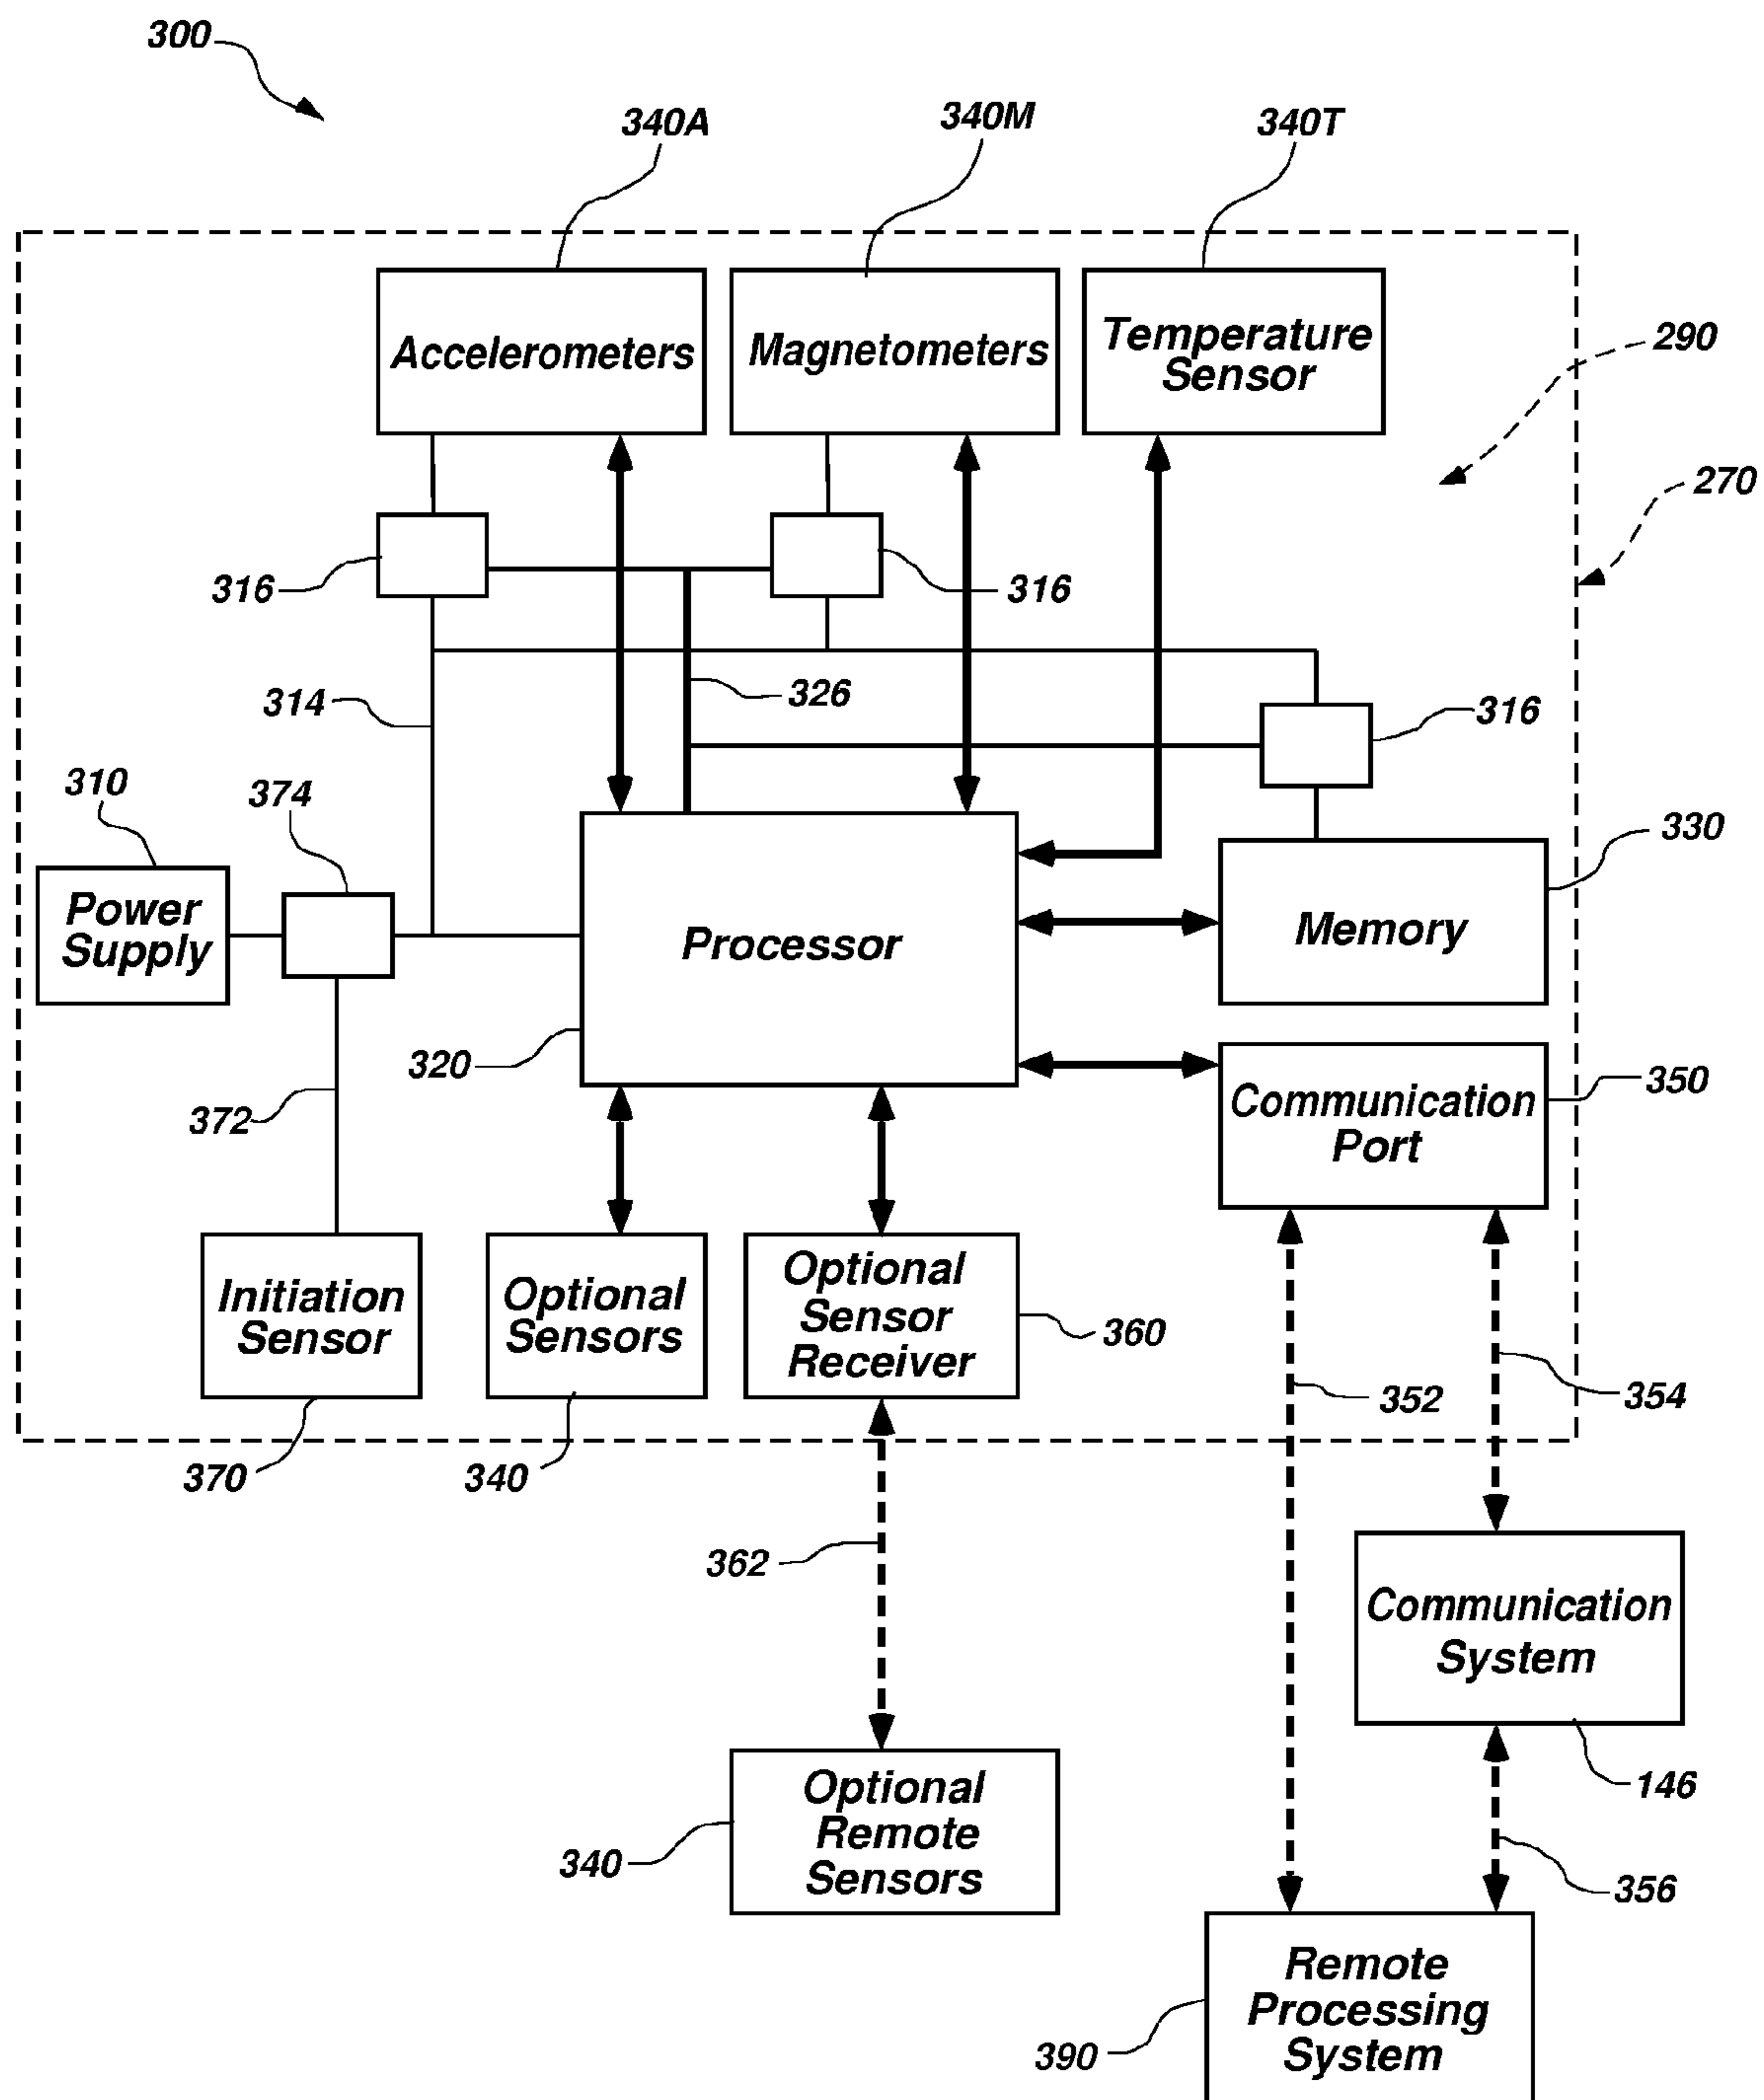 300
340A
340M
340T
Accelerometers
Magnetometers
Temperature
Sensor
290
270
316
316
314
326
316
310
374
330
Power
Supply
Processor
Memory
320
350
372
Communication
Port
Initiation
Sensor
Optional
Sensors
Optional
Sensor
Receiver
360
352
354
370
340
362
Communication
System
146
Optional
Remote
Sensors
340
356
Remote
Processing
System
390